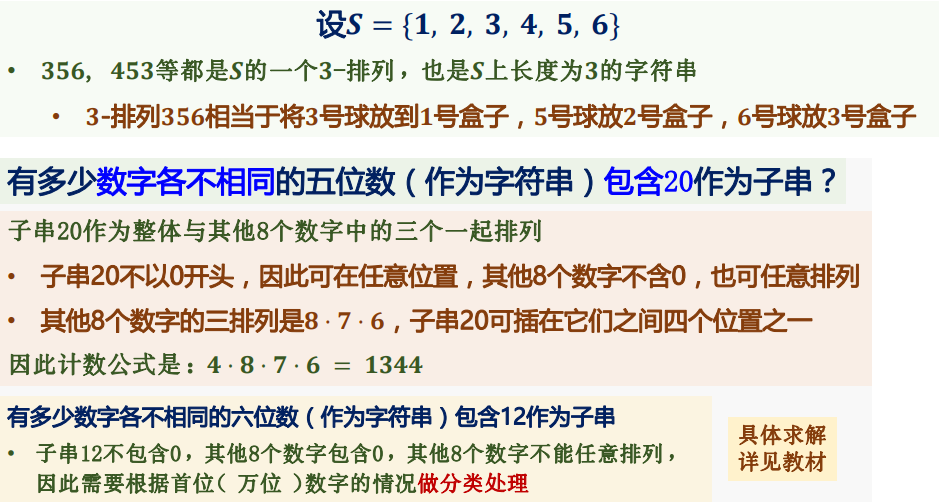 设S = {1, 2, 3, 4, 5, 6}
• 356, 453等都是S的一个3-排列，也是S上长度为3的字符串
• 3-排列356相当于将3号球放到1号盒子，5号球放2号盒子，6号球放3号盒子
有多少数字各不相同的五位数（作为字符串）包含20作为子串？
子串20作为整体与其他8个数字中的三个一起排列
• 子串20不以0开头，因此可在任意位置，其他8个数字不含0，也可任意排列
• 其他8个数字的三排列是8 · 7 · 6，子串20可插在它们之间四个位置之一
因此计数公式是：4 · 8 · 7 · 6 = 1344
有多少数字各不相同的六位数（作为字符串）包含12作为子串
• 子串12不包含0，其他8个数字包含0，其他8个数字不能任意排列，
因此需要根据首位（万位）数字的情况做分类处理
具体求解
详见教材